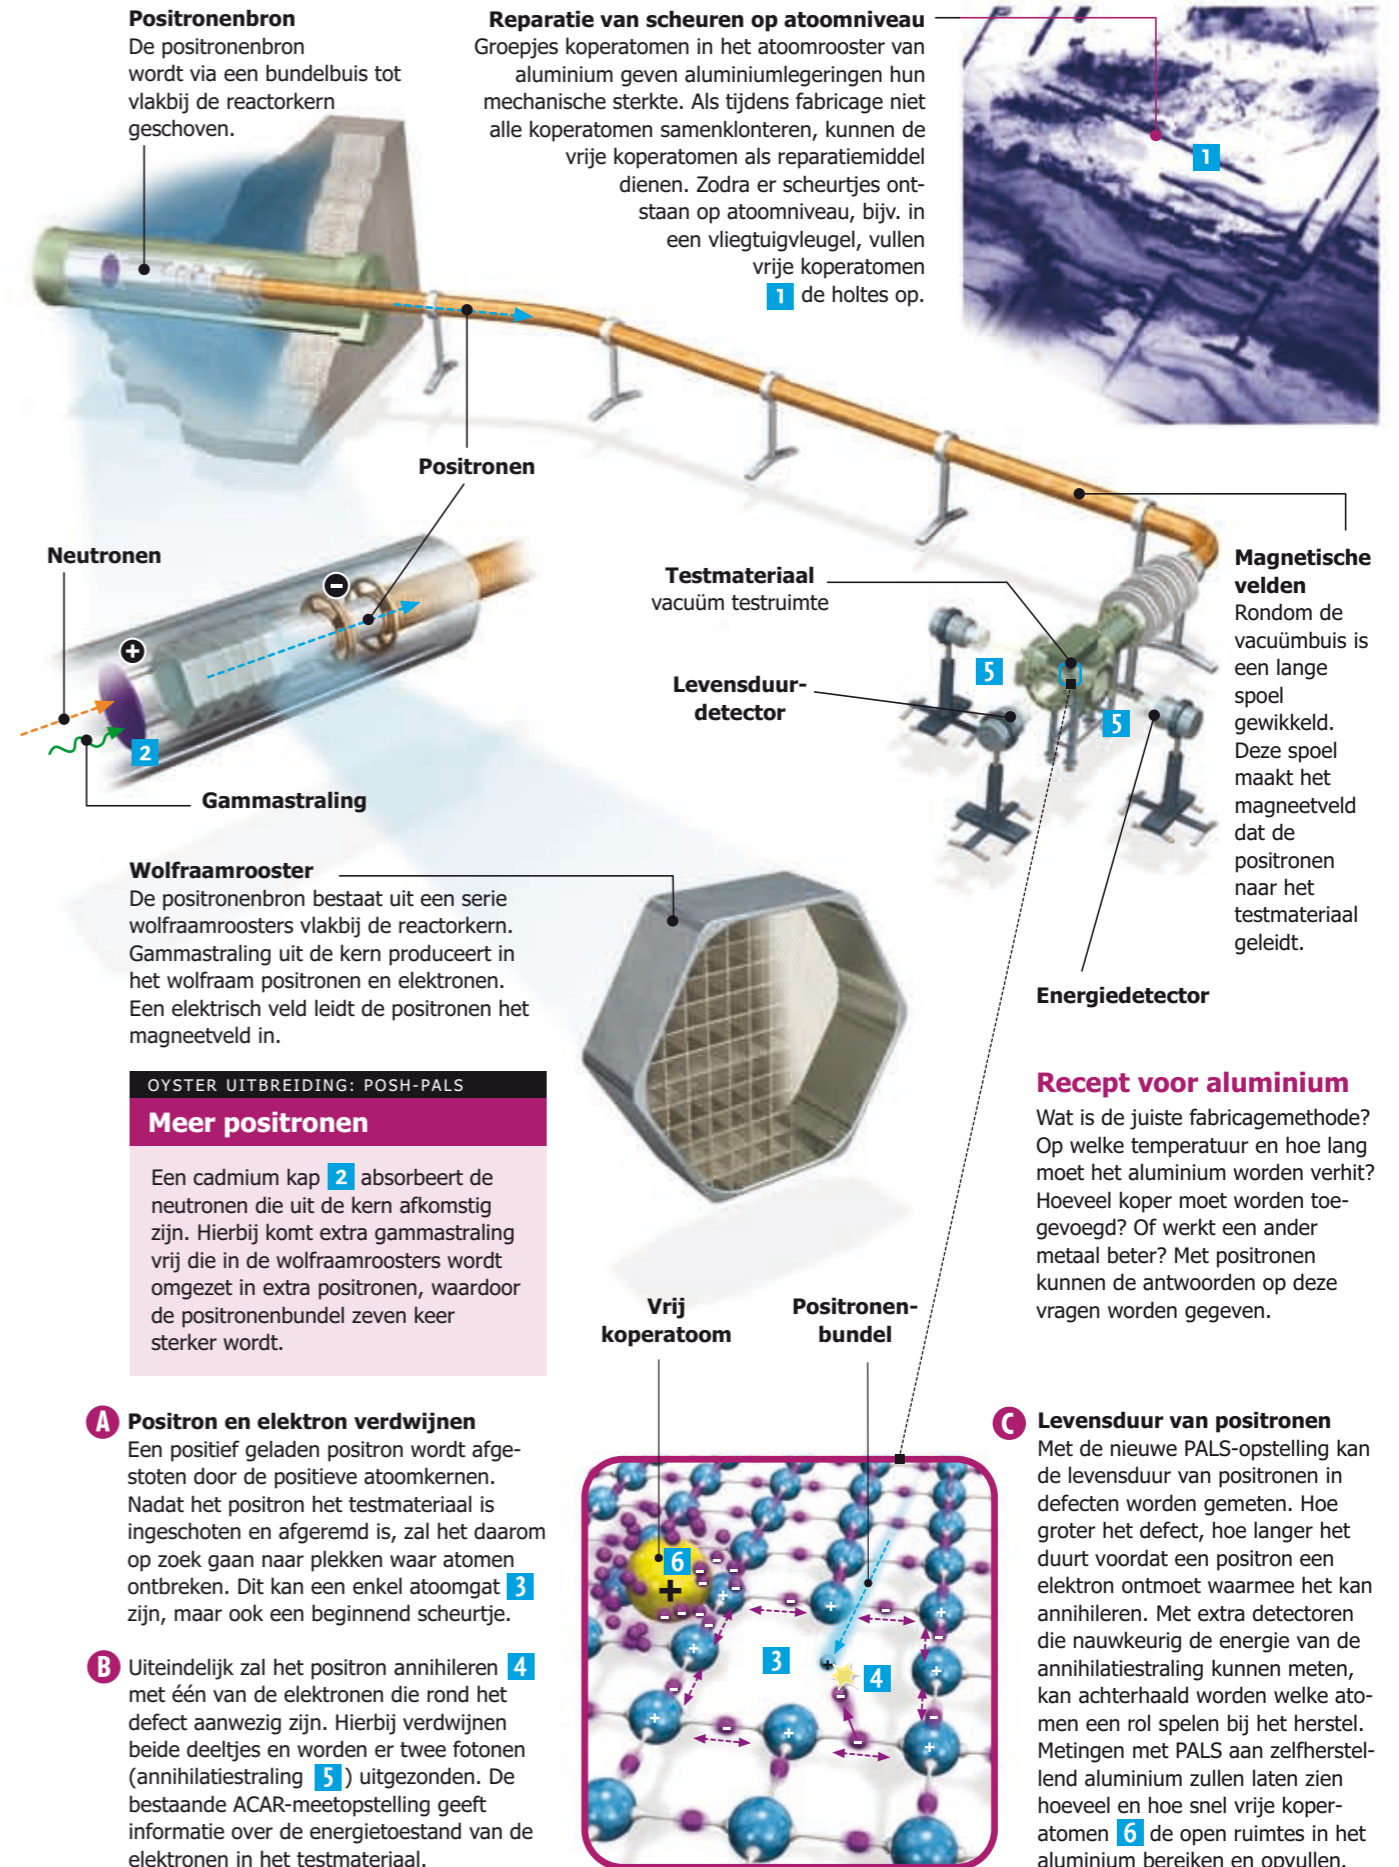 Positronenbron
De positronenbron
wordt via een bundelbuis tot
vlakbij de reactorkern
geschoven.
Reparatie van scheuren op atoomniveau
Groepjes koperatomen in het atoomrooster van
aluminium geven aluminiumlegeringen hun
mechanische sterkte. Als tijdens fabricage niet
alle koperatomen samenklonteren, kunnen de
vrije koperatomen als reparatiemiddel
dienen. Zodra er scheurtjes ont-
staan op atoomniveau, bijv. in
een vliegtuigvleugel, vullen
vrije koperatomen
1 de holtes op.
1
Positronen
Neutronen
−
+
2
Gammastraling
Testmateriaal
vacuüm testruimte
Levensduur-
detector
5
5
Magnetische
velden
Rondom de
vacuümbuis is
een lange
spoel
gewikkeld.
Deze spoel
maakt het
magneetveld
dat de
positronen
naar het
testmateriaal
geleidt.
Energiedetector
Wolfraamrooster
De positronenbron bestaat uit een serie
wolfraamroosters vlakbij de reactorkern.
Gammastraling uit de kern produceert in
het wolfraam positronen en elektronen.
Een elektrisch veld leidt de positronen het
magneetveld in.
OYSTER UITBREIDING: POSH-PALS
Meer positronen
Een cadmium kap 2 absorbeert de
neutronen die uit de kern afkomstig
zijn. Hierbij komt extra gammastraling
vrij die in de wolfraamroosters wordt
omgezet in extra positronen, waardoor
de positronenbundel zeven keer
sterker wordt.
Recept voor aluminium
Wat is de juiste fabricagemethode?
Op welke temperatuur en hoe lang
moet het aluminium worden verhit?
Hoeveel koper moet worden toe-
gevoegd? Of werkt een ander
metaal beter? Met positronen
kunnen de antwoorden op deze
vragen worden gegeven.
Vrij
koperatoom
Positronen-
bundel
A Positron en elektron verdwijnen
Een positief geladen positron wordt afge-
stoten door de positieve atoomkernen.
Nadat het positron het testmateriaal is
ingeschoten en afgeremd is, zal het daarom
op zoek gaan naar plekken waar atomen
ontbreken. Dit kan een enkel atoomgat 3
zijn, maar ook een beginnend scheurtje.
B Uiteindelijk zal het positron annihileren 4
met één van de elektronen die rond het
defect aanwezig zijn. Hierbij verdwijnen
beide deeltjes en worden er twee fotonen
(annihilatiestraling 5) uitgezonden. De
bestaande ACAR-meetopstelling geeft
informatie over de energietoestand van de
elektronen in het testmateriaal.
6
+
3
4
C Levensduur van positronen
Met de nieuwe PALS-opstelling kan
de levensduur van positronen in
defecten worden gemeten. Hoe
groter het defect, hoe langer het
duurt voordat een positron een
elektron ontmoet waarmee het kan
annihileren. Met extra detectoren
die nauwkeurig de energie van de
annihilatiestraling kunnen meten,
kan achterhaald worden welke ato-
men een rol spelen bij het herstel.
Metingen met PALS aan zelfherstel-
lend aluminium zullen laten zien
hoeveel en hoe snel vrije koper-
atomen 6 de open ruimtes in het
aluminium bereiken en opvullen.